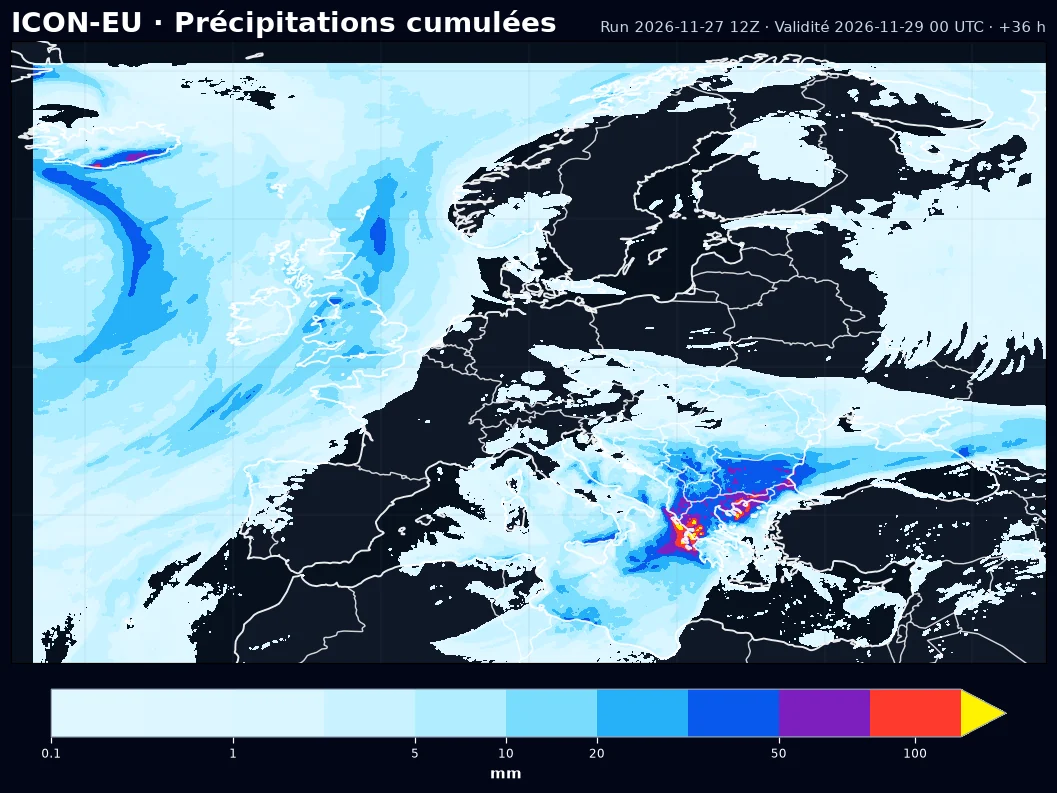 ICON-EU · Précipitations cumulées
Run 2026-11-27 12Z · Validité 2026-11-29 00 UTC · +36 h
0.1 1 5 10 20 50 100
mm